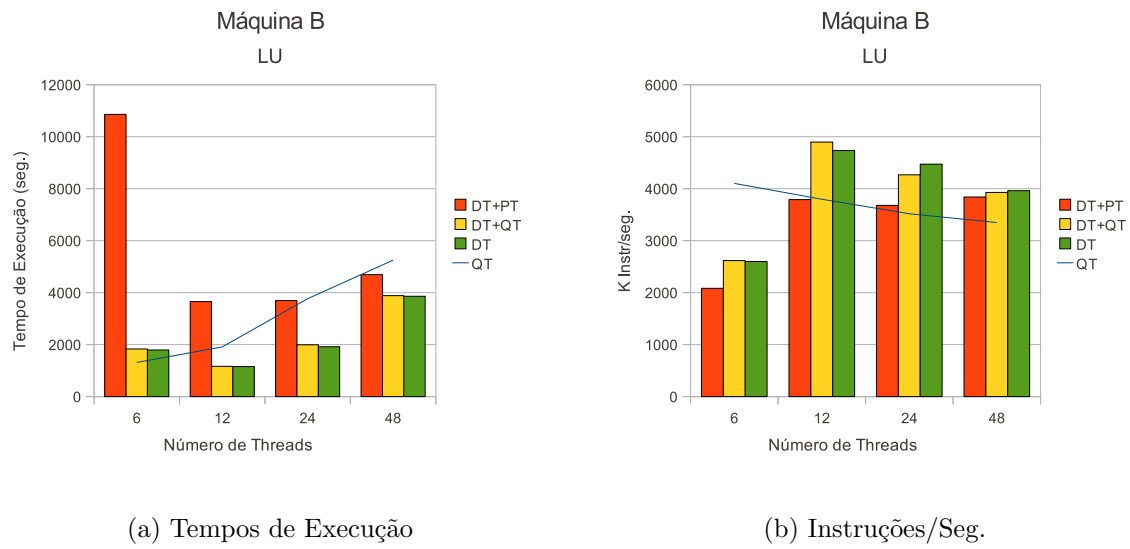 Máquina B
LU
12000
10000
8000
6000
4000
2000
0
Tempo de Execução (seg.)
6 12 24 48
Número de Threads
DT+PT
DT+QT
DT
QT
(a) Tempos de Execução
Máquina B
LU
6000
5000
4000
3000
2000
1000
0
K Instr/seg.
6 12 24 48
Número de Threads
DT+PT
DT+QT
DT
QT
(b) Instruções/Seg.